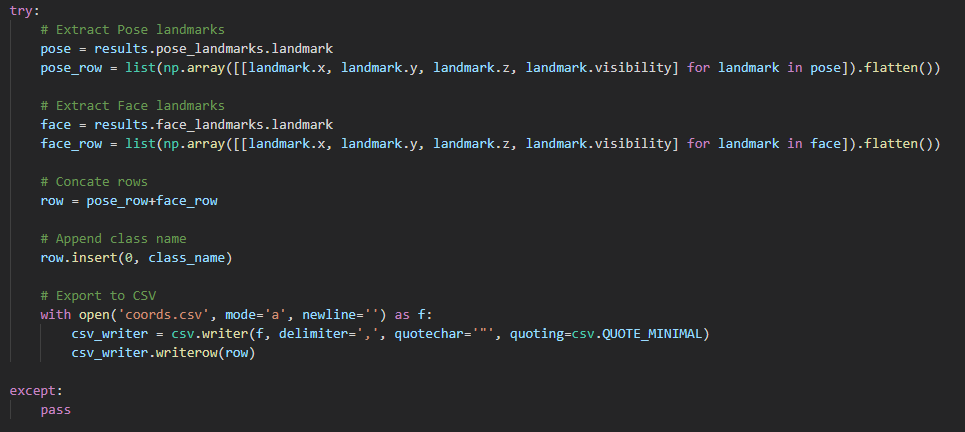 try:
    # Extract Pose landmarks
    pose = results.pose_landmarks.landmark
    pose_row = list(np.array([[landmark.x, landmark.y, landmark.z, landmark.visibility] for landmark in pose]).flatten())

    # Extract Face landmarks
    face = results.face_landmarks.landmark
    face_row = list(np.array([[landmark.x, landmark.y, landmark.z, landmark.visibility] for landmark in face]).flatten())

    # Concate rows
    row = pose_row+face_row

    # Append class name
    row.insert(0, class_name)

    # Export to CSV
    with open('coords.csv', mode='a', newline='') as f:
        csv_writer = csv.writer(f, delimiter=',', quotechar='"', quoting=csv.QUOTE_MINIMAL)
        csv_writer.writerow(row)

except:
    pass